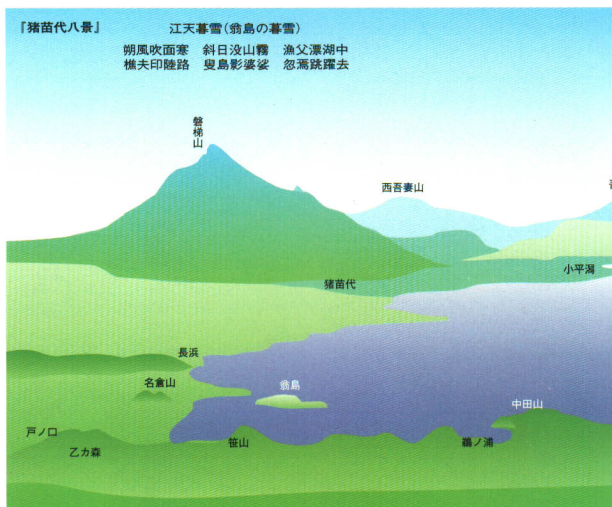 『猪苗代八景』 江天暮雪(翁島の暮雪)
朔風吹面寒 斜日没山霧 漁父漂湖中
樵夫印陸路 叟島影婆娑 忽焉跳躍去
磐梯山
西吾妻山
小平潟
猪苗代
長浜
翁島
名倉山
中田山
戸ノ口
笹山
鵜ノ浦
乙カ森